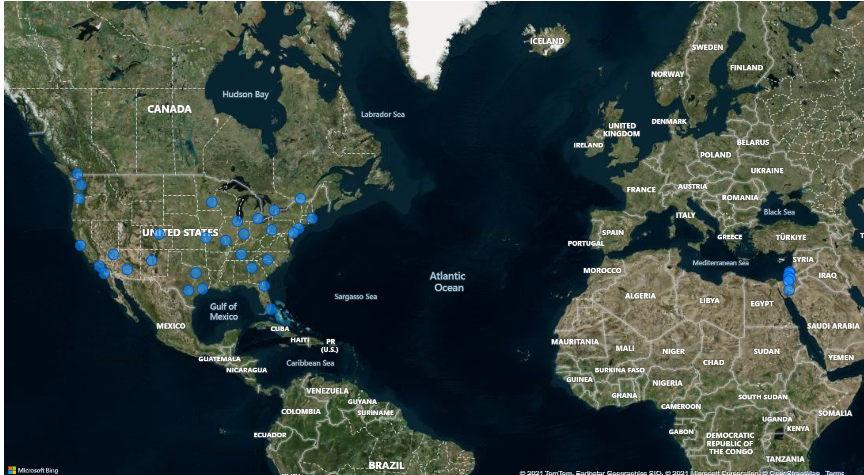 ICELAND
SWEDEN
FINLAND
NORWAY
Hudson Bay
CANADA
Labrador Sea
DENMARK
UNITED
KINGDOM
IRELAND
BELARUS
POLAND
UKRAINE
FRANCE
AUSTRIA
ROMANIA
Black Sea
ITALY
SPAIN
PORTUGAL
GREECE
TÜRKIYE
UNITED STATES
Mediterranean Sea
SYRIA
MOROCCO
IRAQ
Atlantic
Ocean
Sargasso Sea
ALGERIA
LIBYA
EGYPT
Gulf of
Mexico
MEXICO
CUBA
SAUDI ARABIA
HAITI
PR
(U.S.)
MAURITANIA
MALI
NIGER
CHAD
SUDAN
YEMEN
GUATEMALA
NICARAGUA
Caribbean Sea
BURKINA FASO
GUINEA
NIGERIA
GHANA
SOUTH SUDAN
VENEZUELA
GUYANA
COLOMBIA
SURINAME
CAMEROON
SOMALIA
UGANDA
KENYA
ECUADOR
GABON
DEMOCRATIC
REPUBLIC OF
THE CONGO
TANZANIA
BRAZIL
Microsoft Bing
© 2021 TomTom, Earthstar Geographics SIO, © 2021 Microsoft Corporation, © OpenStreetMap Terms